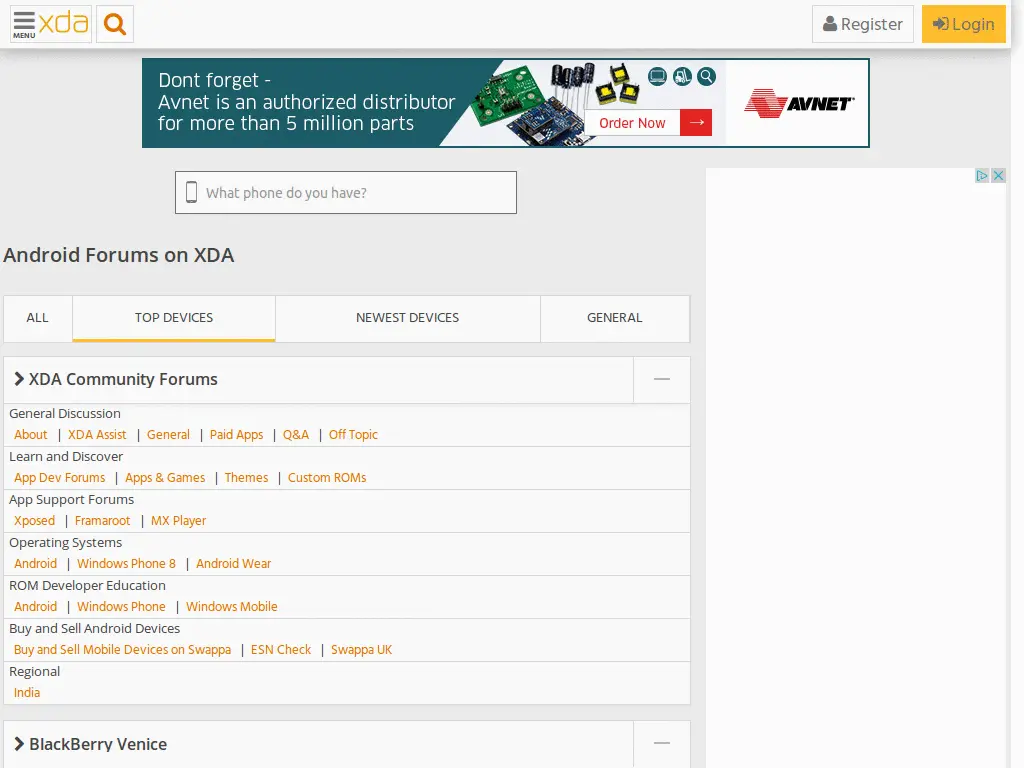 MENU
xda
Register
Login
Dont forget -
Avnet is an authorized distributor
for more than 5 million parts
Order Now
AVNET
What phone do you have?
Android Forums on XDA
ALL
TOP DEVICES
NEWEST DEVICES
GENERAL
XDA Community Forums
General Discussion
About | XDA Assist | General | Paid Apps | Q&A | Off Topic
Learn and Discover
App Dev Forums | Apps & Games | Themes | Custom ROMs
App Support Forums
Xposed | Framaroot | MX Player
Operating Systems
Android | Windows Phone 8 | Android Wear
ROM Developer Education
Android | Windows Phone | Windows Mobile
Buy and Sell Android Devices
Buy and Sell Mobile Devices on Swappa | ESN Check | Swappa UK
Regional
India
BlackBerry Venice